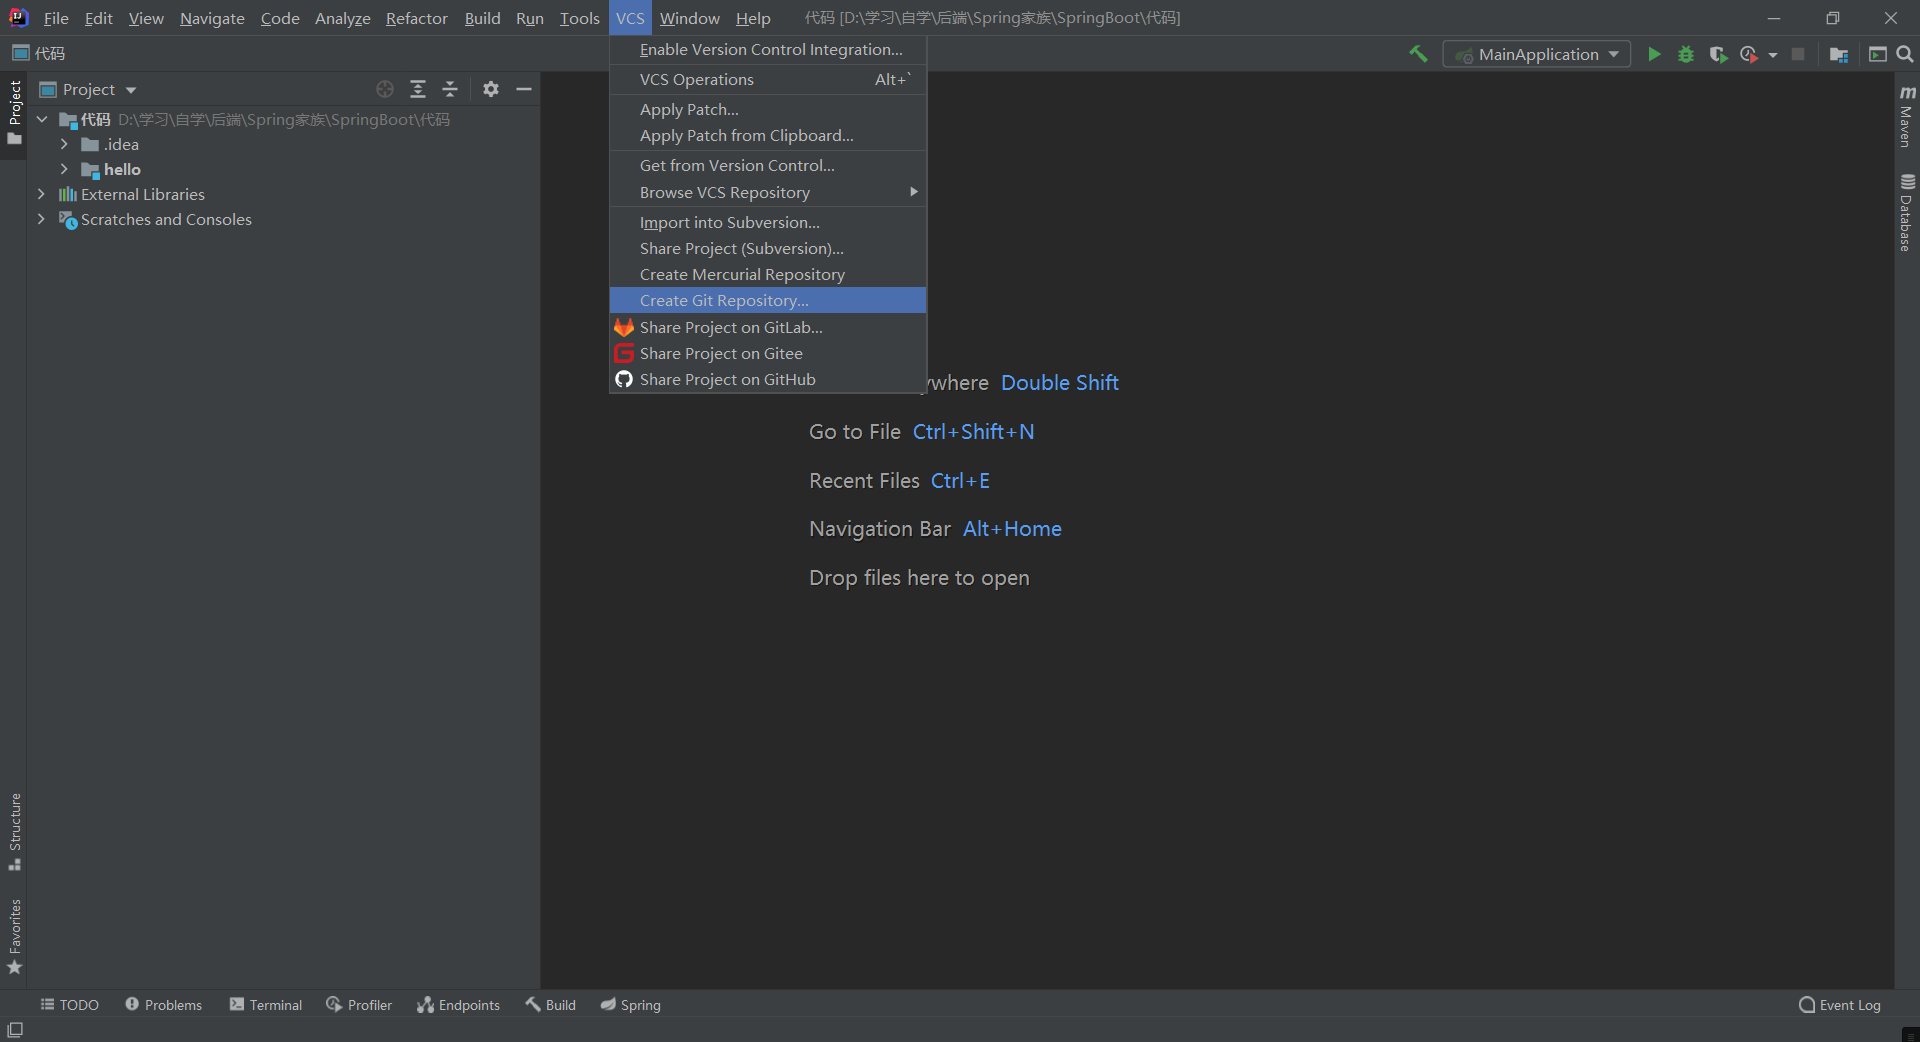 File Edit View Navigate Code Analyze Refactor Build Run Tools VCS Window Help 代码 [D:\学习\自学\后端\Spring家族\SpringBoot\代码]
代码
MainApplication
Enable Version Control Integration...
VCS Operations Alt+`
Apply Patch...
Apply Patch from Clipboard...
Get from Version Control...
Browse VCS Repository
Import into Subversion...
Share Project (Subversion)...
Create Mercurial Repository
Create Git Repository...
Share Project on GitLab...
Share Project on Gitee
Share Project on GitHub
Project
Project
代码 D:\学习\自学\后端\Spring家族\SpringBoot\代码
.idea
hello
External Libraries
Scratches and Consoles
ywhere Double Shift
Go to File Ctrl+Shift+N
Recent Files Ctrl+E
Navigation Bar Alt+Home
Drop files here to open
m Maven
Database
Structure
Favorites
TODO Problems Terminal Profiler Endpoints Build Spring Event Log